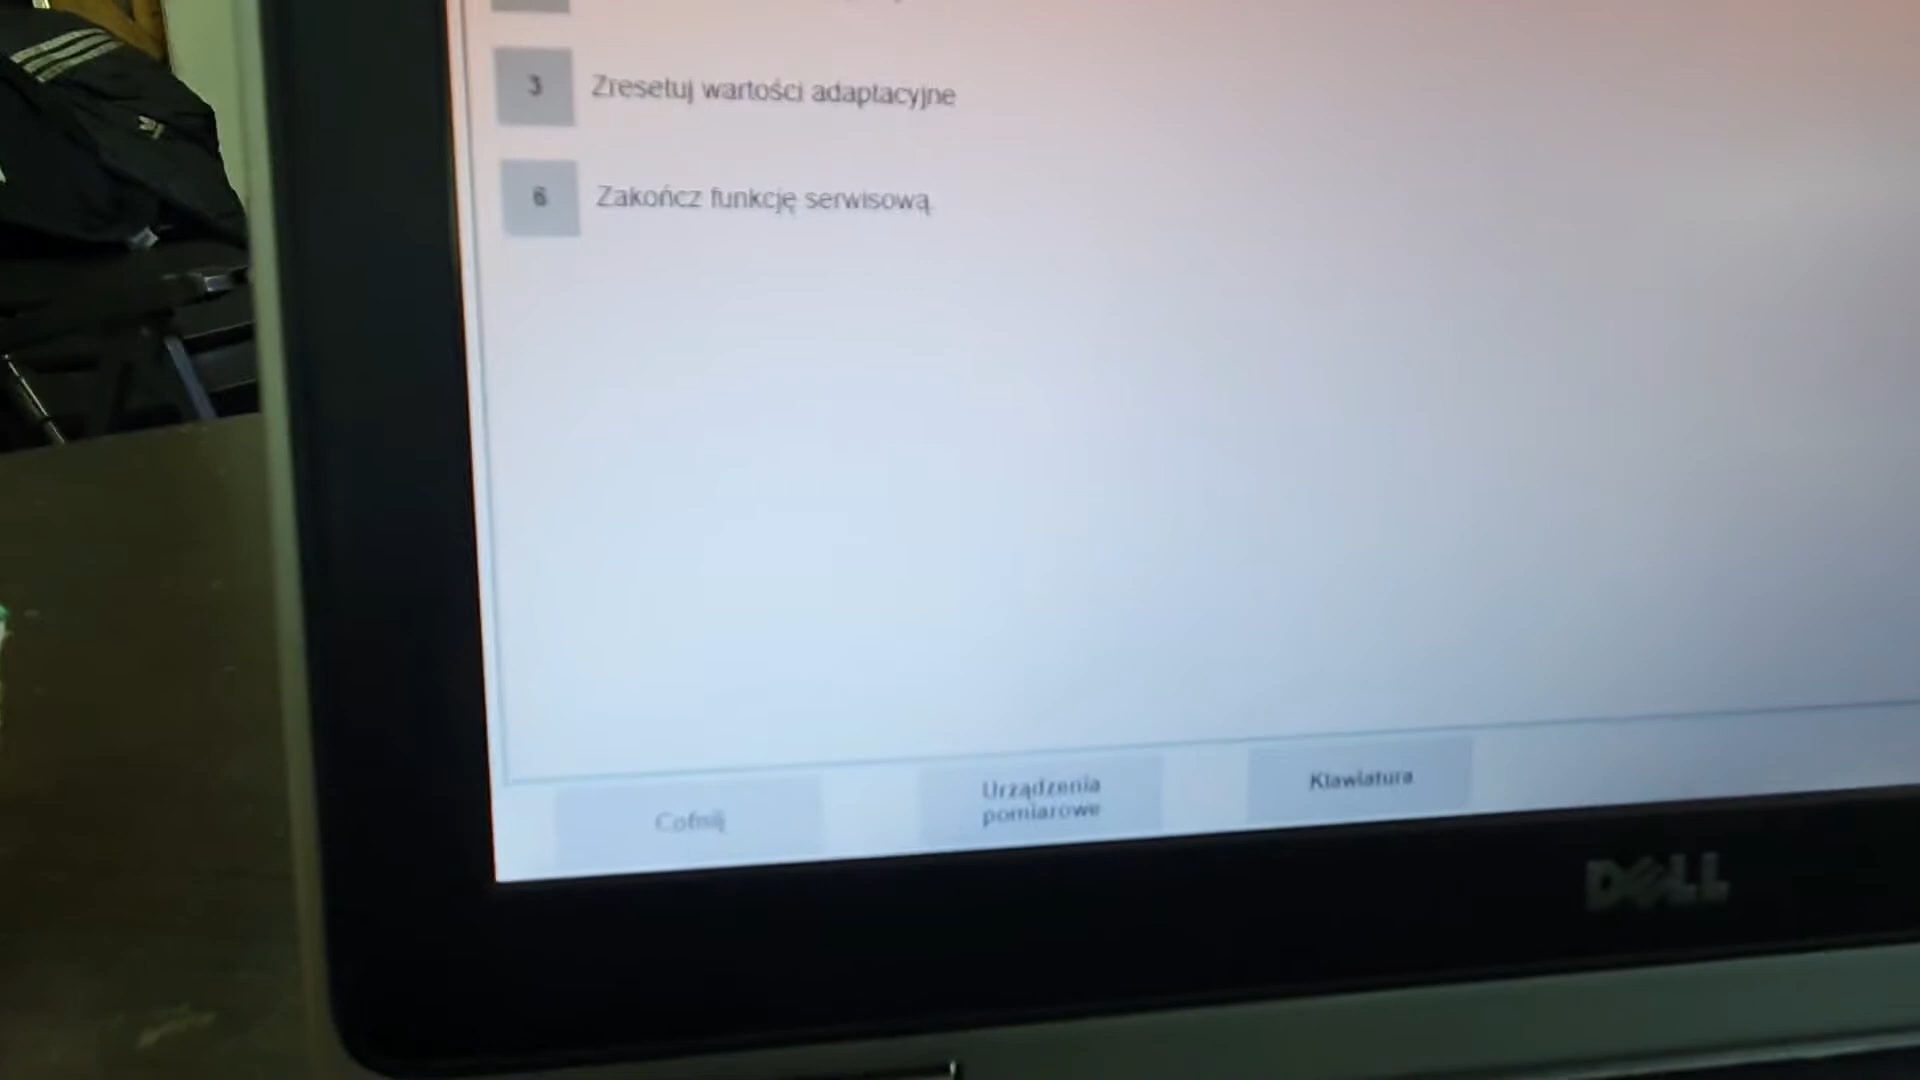 3 Zresetuj wartości adaptacyjne
6 Zakończ funkcję serwisową.
Cofnij
Urządzenia
pomiarowe
Klawiatura
DELL